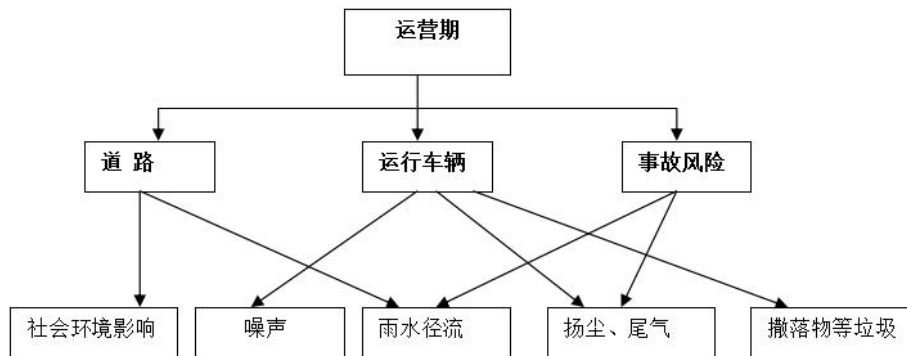 运营期
道 路
运行车辆
事故风险
社会环境影响
噪声
雨水径流
扬尘、尾气
撒落物等垃圾